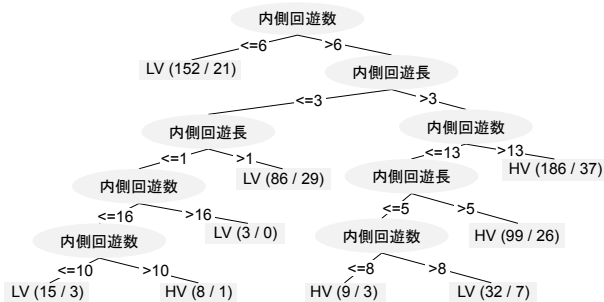 内側回遊数
<=6 >6
LV (152 / 21) 内側回遊長
<=3 >3
内側回遊長 内側回遊数
<=1 >1 <=13 >13
内側回遊数 LV (86 / 29) 内側回遊長 HV (186 / 37)
<=16 >16 <=5 >5
内側回遊数 LV (3 / 0) 内側回遊数 HV (99 / 26)
<=10 >10 <=8 >8
LV (15 / 3) HV (8 / 1) HV (9 / 3) LV (32 / 7)